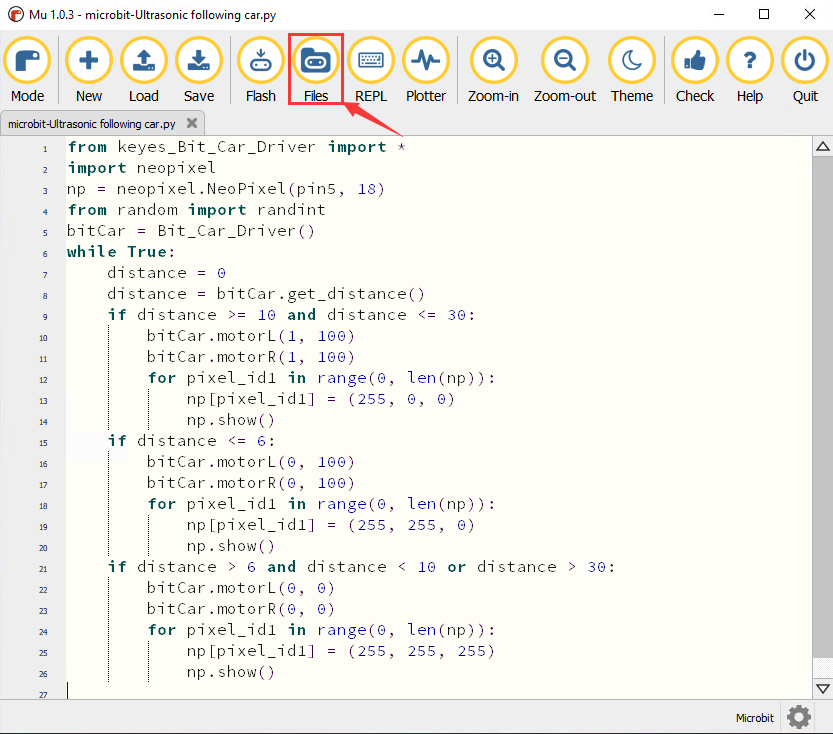 Mu 1.0.3 - microbit-Ultrasonic following car.py
Mode New Load Save Flash Files REPL Plotter Zoom-in Zoom-out Theme Check Help Quit
microbit-Ultrasonic following car.py
1 from keyes_Bit_Car_Driver import *
2 import neopixel
3 np = neopixel.NeoPixel(pin5, 18)
4 from random import randint
5 bitCar = Bit_Car_Driver()
6 while True:
7     distance = 0
8     distance = bitCar.get_distance()
9     if distance >= 10 and distance <= 30:
10         bitCar.motorL(1, 100)
11         bitCar.motorR(1, 100)
12         for pixel_id1 in range(0, len(np)):
13             np[pixel_id1] = (255, 0, 0)
14             np.show()
15     if distance <= 6:
16         bitCar.motorL(0, 100)
17         bitCar.motorR(0, 100)
18         for pixel_id1 in range(0, len(np)):
19             np[pixel_id1] = (255, 255, 0)
20             np.show()
21     if distance > 6 and distance < 10 or distance > 30:
22         bitCar.motorL(0, 0)
23         bitCar.motorR(0, 0)
24         for pixel_id1 in range(0, len(np)):
25             np[pixel_id1] = (255, 255, 255)
26             np.show()
27
Microbit